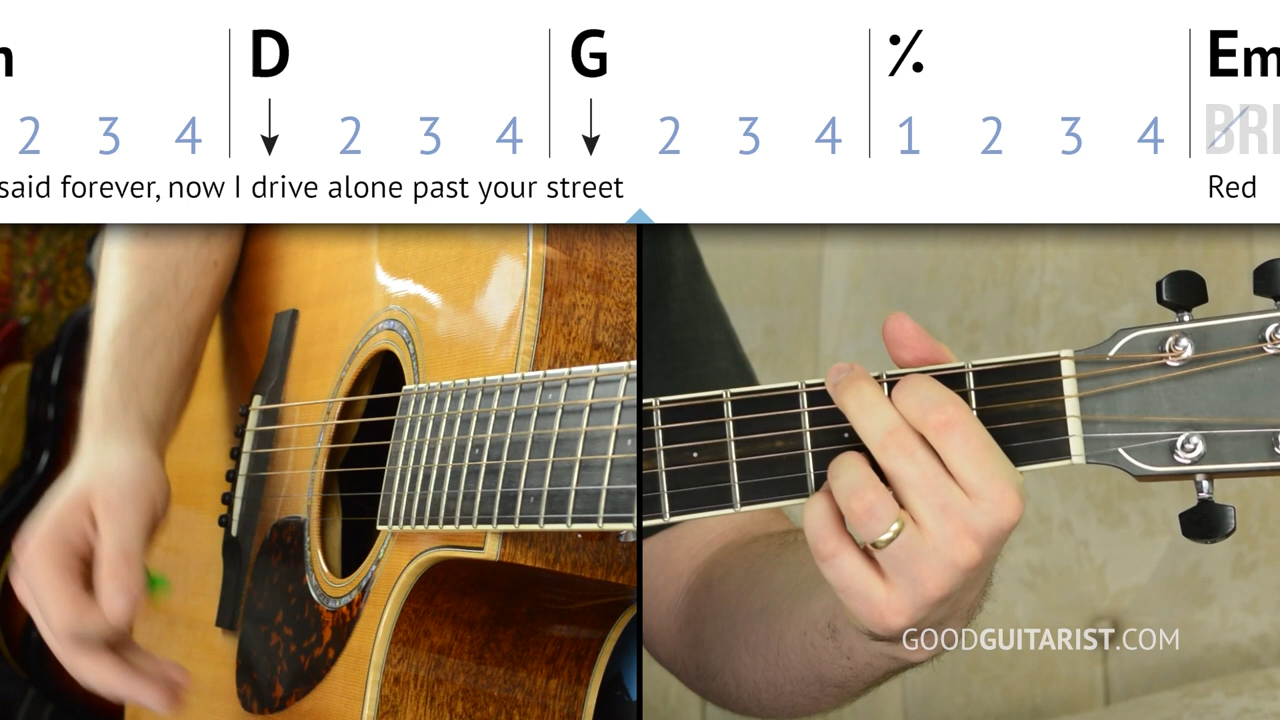 D G ⁒ Em
2 3 4 2 3 4 2 3 4 1 2 3 4
said forever, now I drive alone past your street Red
GOODGUITARIST.COM